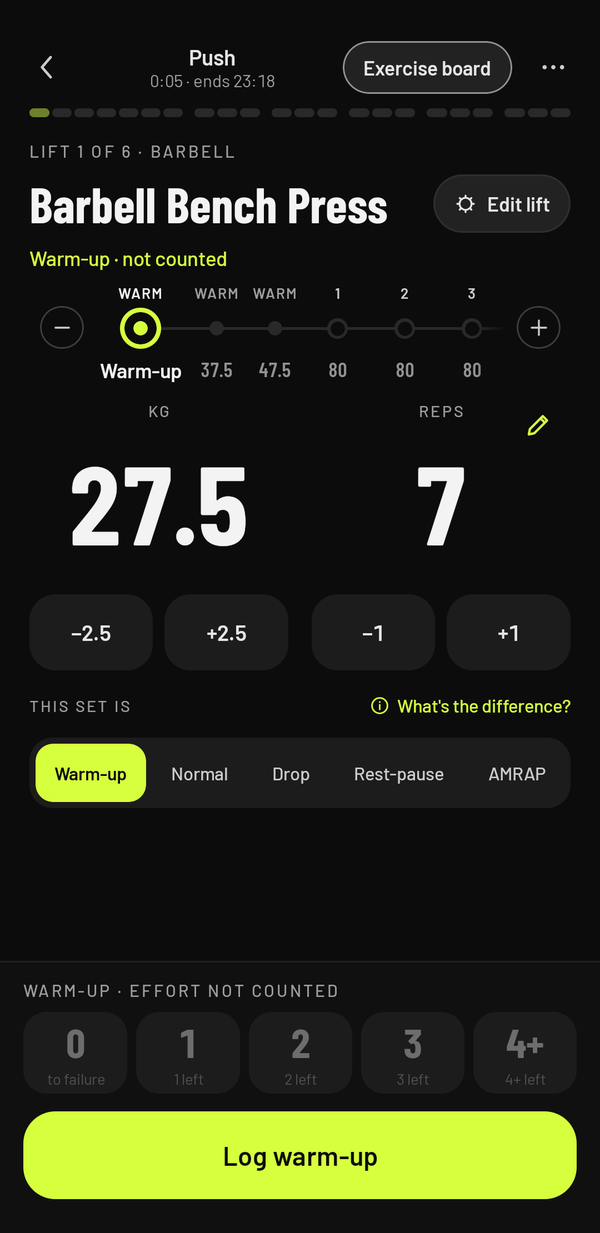 Push
0:05 · ends 23:18
Exercise board
LIFT 1 OF 6 · BARBELL
Barbell Bench Press
Edit lift
Warm-up · not counted
WARM WARM WARM 1 2 3
Warm-up 37.5 47.5 80 80 80
KG REPS
27.5 7
−2.5 +2.5 −1 +1
THIS SET IS What's the difference?
Warm-up Normal Drop Rest-pause AMRAP
WARM-UP · EFFORT NOT COUNTED
0 1 2 3 4+
to failure 1 left 2 left 3 left 4+ left
Log warm-up